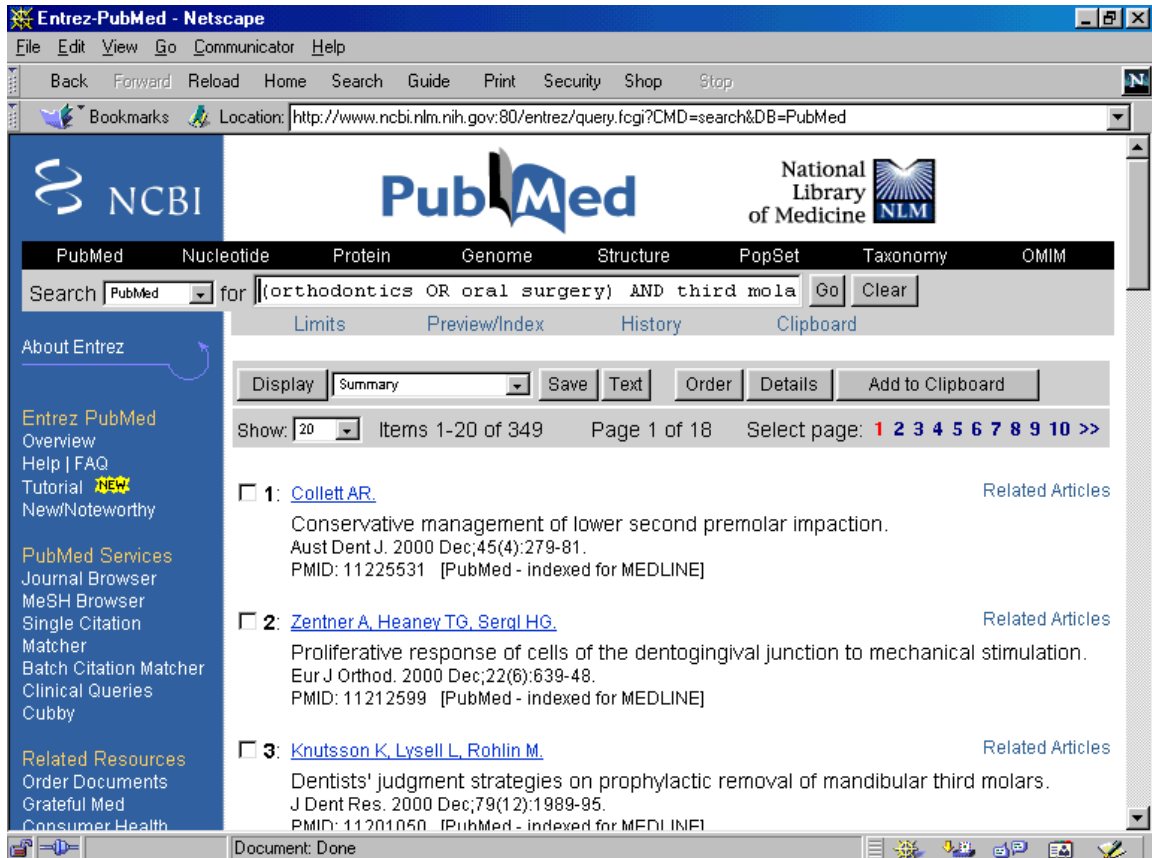 Entrez-PubMed - Netscape
File Edit View Go Communicator Help
Back Forward Reload Home Search Guide Print Security Shop Stop
N
Bookmarks Location: http://www.ncbi.nlm.nih.gov:80/entrez/query.fcgi?CMD=search&DB=PubMed
NCBI
PubMed
National
Library
of Medicine NLM
PubMed Nucleotide Protein Genome Structure PopSet Taxonomy OMIM
Search PubMed for (orthodontics OR oral surgery) AND third mola Go Clear
Limits Preview/Index History Clipboard
About Entrez
Display Summary Save Text Order Details Add to Clipboard
Show: 20 Items 1-20 of 349 Page 1 of 18 Select page: 1 2 3 4 5 6 7 8 9 10 >>
Entrez PubMed
Overview
Help | FAQ
Tutorial NEW
New/Noteworthy
PubMed Services
Journal Browser
MeSH Browser
Single Citation
Matcher
Batch Citation Matcher
Clinical Queries
Cubby
Related Resources
Order Documents
Grateful Med
Consumer Health
1: Collett AR. Related Articles
Conservative management of lower second premolar impaction.
Aust Dent J. 2000 Dec;45(4):279-81.
PMID: 11225531 [PubMed - indexed for MEDLINE]
2: Zentner A, Heaney TG, Sergl HG. Related Articles
Proliferative response of cells of the dentogingival junction to mechanical stimulation.
Eur J Orthod. 2000 Dec;22(6):639-48.
PMID: 11212599 [PubMed - indexed for MEDLINE]
3: Knutsson K, Lysell L, Rohlin M. Related Articles
Dentists' judgment strategies on prophylactic removal of mandibular third molars.
J Dent Res. 2000 Dec;79(12):1989-95.
PMID: 11201050 [PubMed - indexed for MEDLINE]
Document: Done